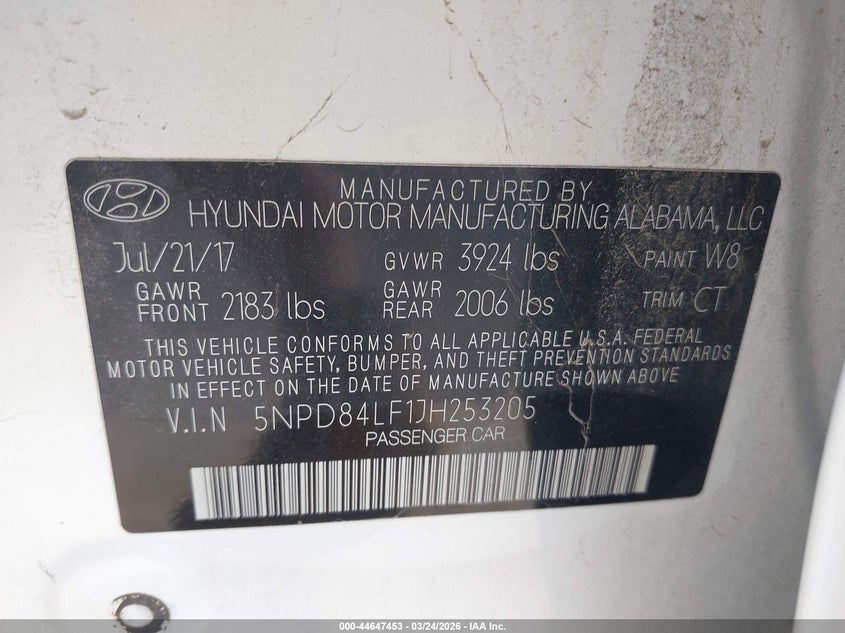 MANUFACTURED BY
HYUNDAI MOTOR MANUFACTURING ALABAMA, LLC
Jul/21/17 GVWR 3924 lbs PAINT W8
GAWR FRONT 2183 lbs GAWR REAR 2006 lbs TRIM CT
THIS VEHICLE CONFORMS TO ALL APPLICABLE U.S.A. FEDERAL
MOTOR VEHICLE SAFETY, BUMPER, AND THEFT PREVENTION STANDARDS
IN EFFECT ON THE DATE OF MANUFACTURE SHOWN ABOVE
V.I.N 5NPD84LF1JH253205
PASSENGER CAR
000-44647453 - 03/24/2026 - IAA Inc.